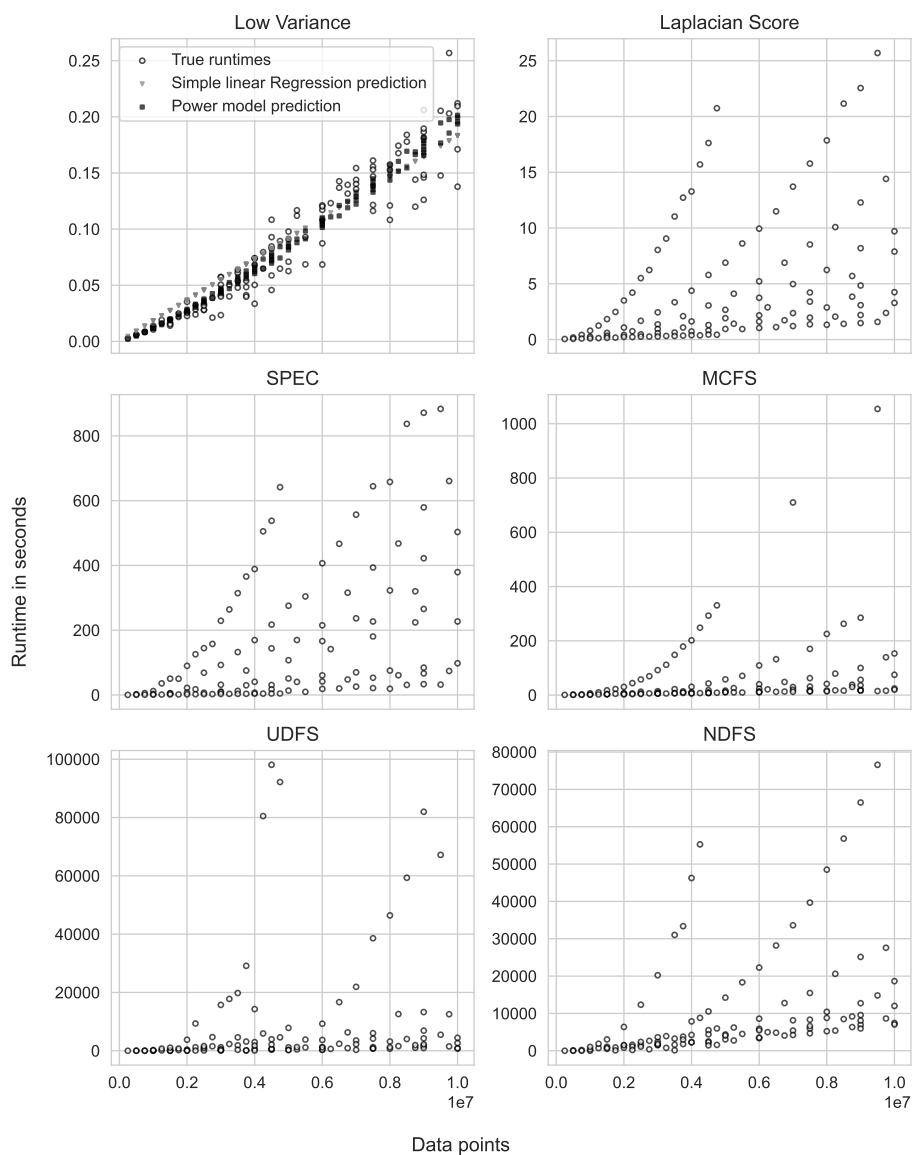 Low Variance
Laplacian Score
0.25
0.20
0.15
0.10
0.05
0.00
True runtimes
Simple linear Regression prediction
Power model prediction
25
20
15
10
5
0
SPEC
MCFS
800
600
400
200
0
1000
800
600
400
200
0
Runtime in seconds
UDFS
NDFS
100000
80000
60000
40000
20000
0
80000
70000
60000
50000
40000
30000
20000
10000
0
0.0 0.2 0.4 0.6 0.8 1.0
1e7
0.0 0.2 0.4 0.6 0.8 1.0
1e7
Data points